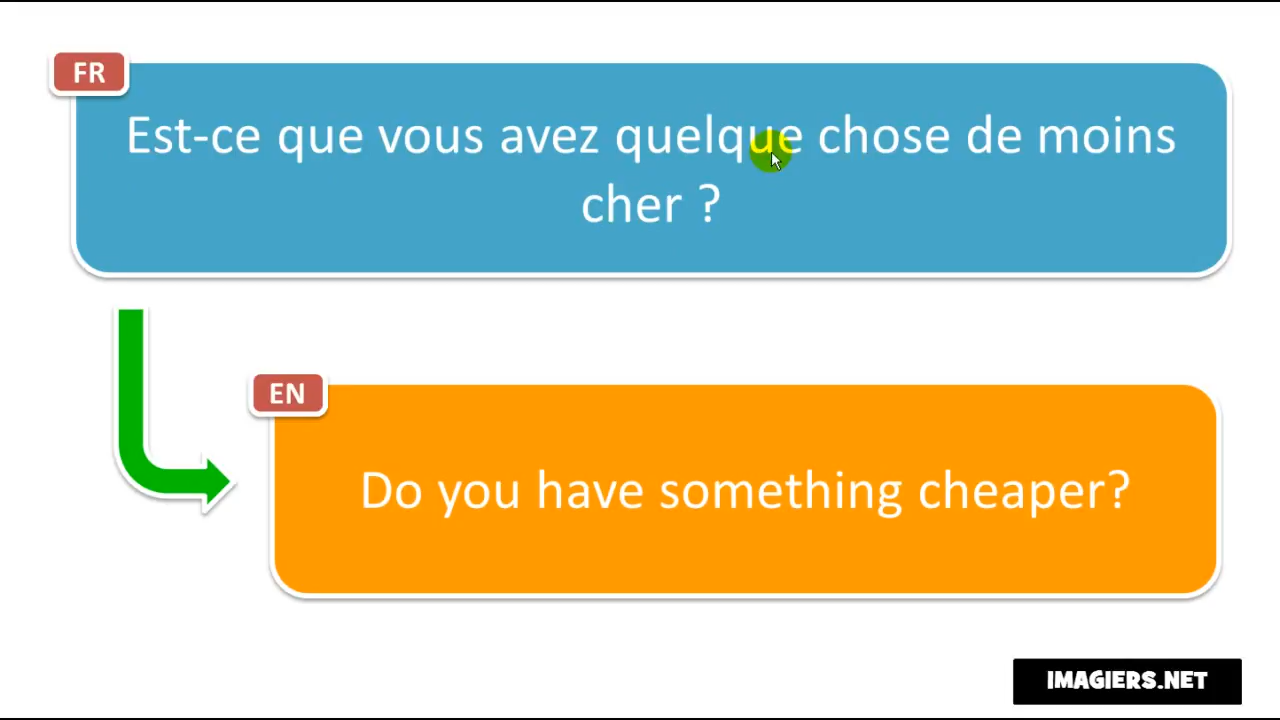 FR
Est-ce que vous avez quelque chose de moins
cher ?
EN
Do you have something cheaper?
IMAGIERS.NET